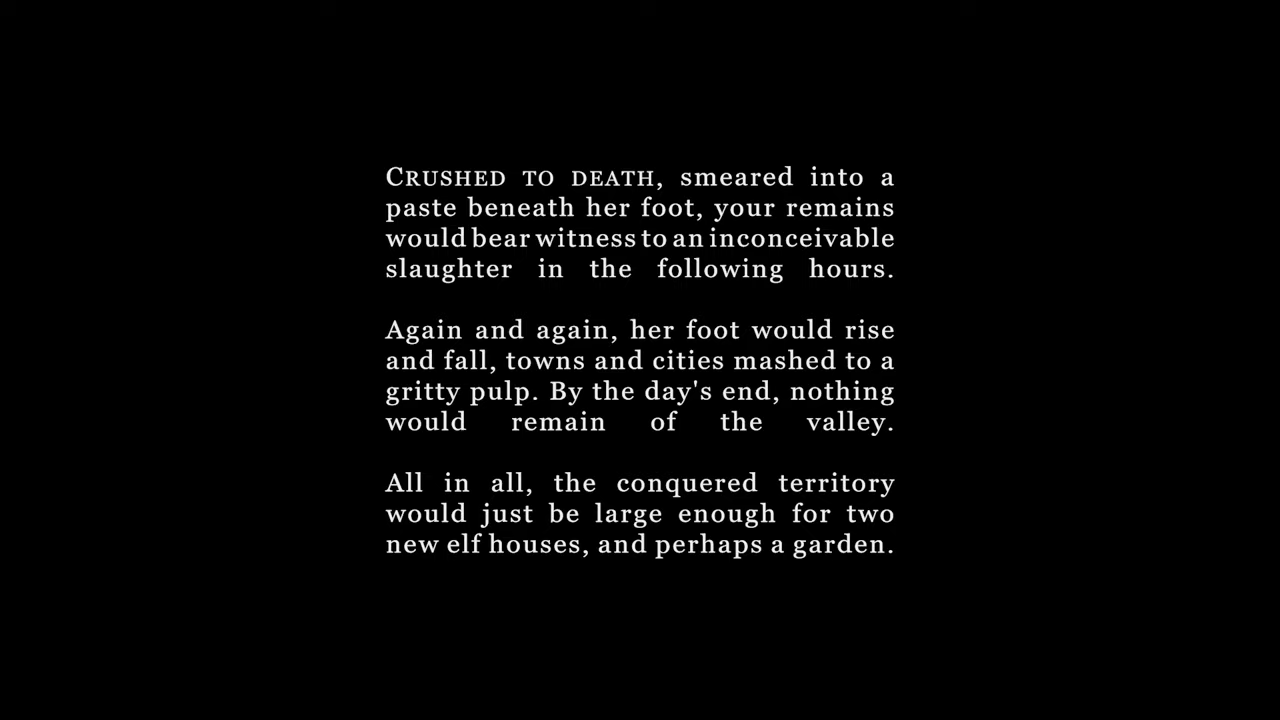 CRUSHED TO DEATH, smeared into a
paste beneath her foot, your remains
would bear witness to an inconceivable
slaughter in the following hours.
Again and again, her foot would rise
and fall, towns and cities mashed to a
gritty pulp. By the day's end, nothing
would remain of the valley.
All in all, the conquered territory
would just be large enough for two
new elf houses, and perhaps a garden.